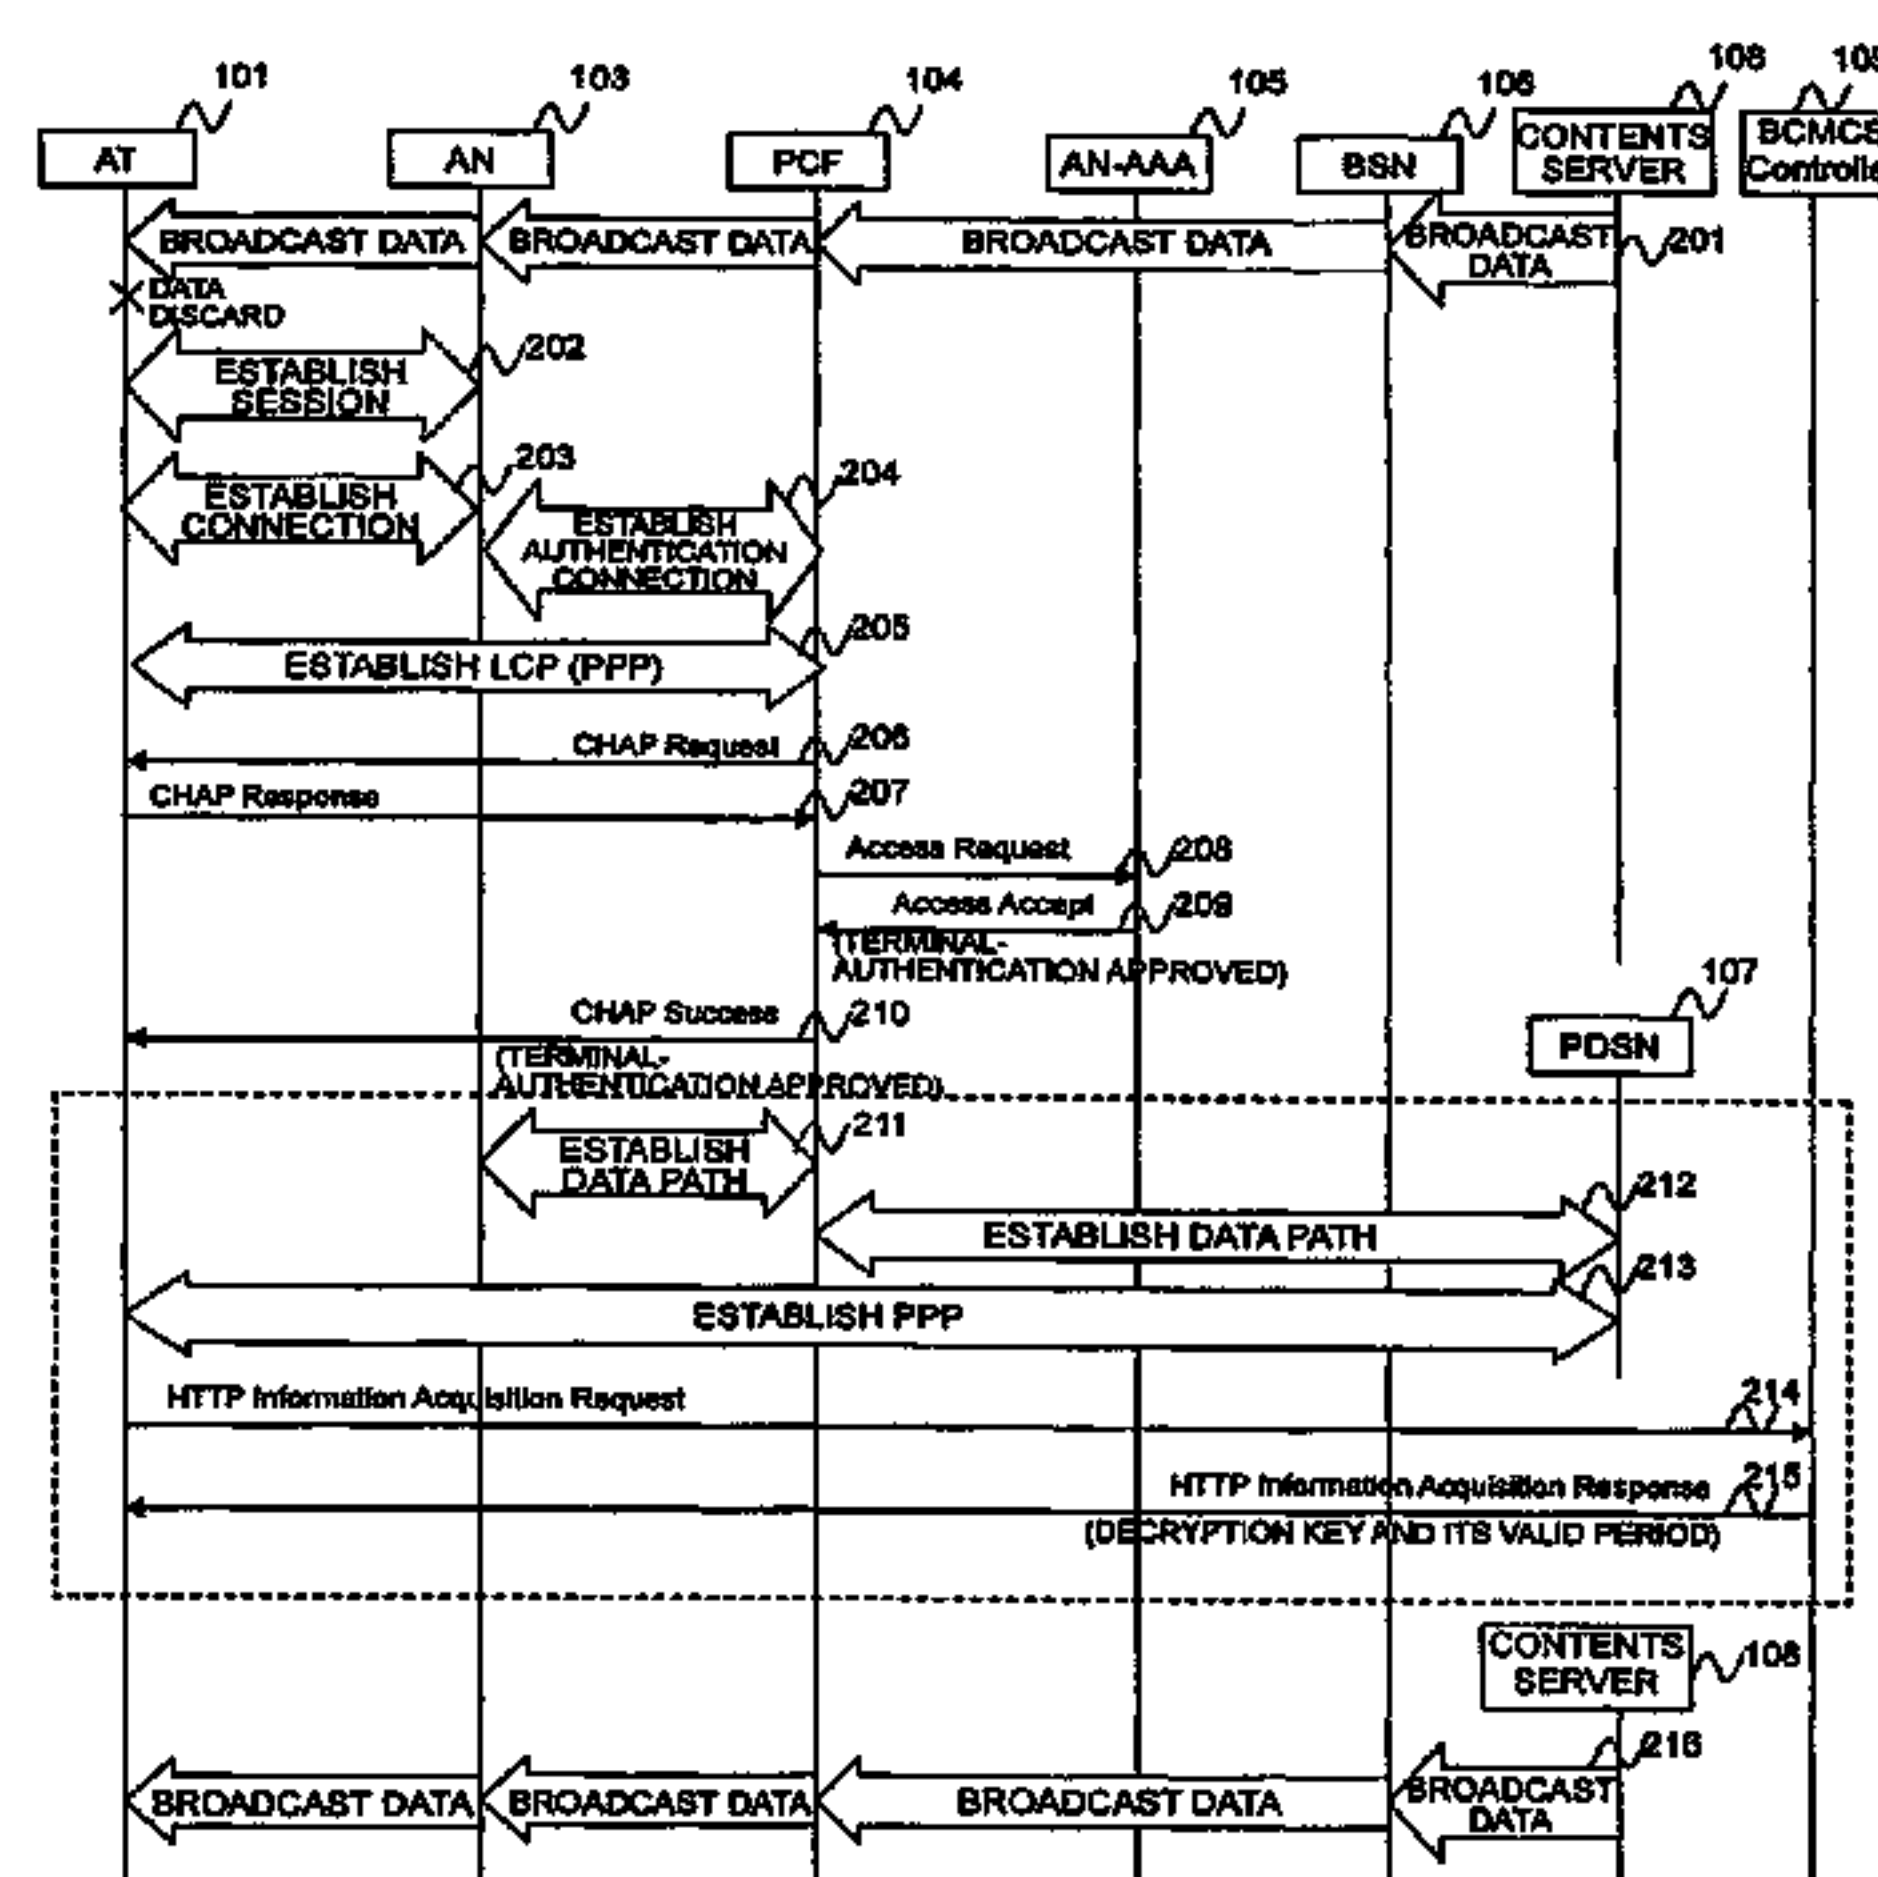 101
103
104
105
106
108
AT
AN
PCF
AN-AAA
BSN
CONTENTS
SERVER
BCMCS
BROADCAST DATA
BROADCAST DATA
BROADCAST DATA
BROADCAST
DATA
201
DATA
DISCARD
202
ESTABLISH
SESSION
203
ESTABLISH
CONNECTION
204
ESTABLISH
AUTHENTICATION
CONNECTION
205
ESTABLISH LCP (PPP)
CHAP Request
206
CHAP Response
207
Access Request
208
Access Accept
209
(TERMINAL-
AUTHENTICATION APPROVED)
107
CHAP Success
210
(TERMINAL-
AUTHENTICATION APPROVED)
PDSN
211
ESTABLISH
DATA PATH
212
ESTABLISH DATA PATH
213
ESTABLISH PPP
HTTP Information Acquisition Request
214
HTTP Information Acquisition Response
215
(DECRYPTION KEY AND ITS VALID PERIOD)
CONTENTS
SERVER
108
216
BROADCAST DATA
BROADCAST DATA
BROADCAST DATA
BROADCAST
DATA